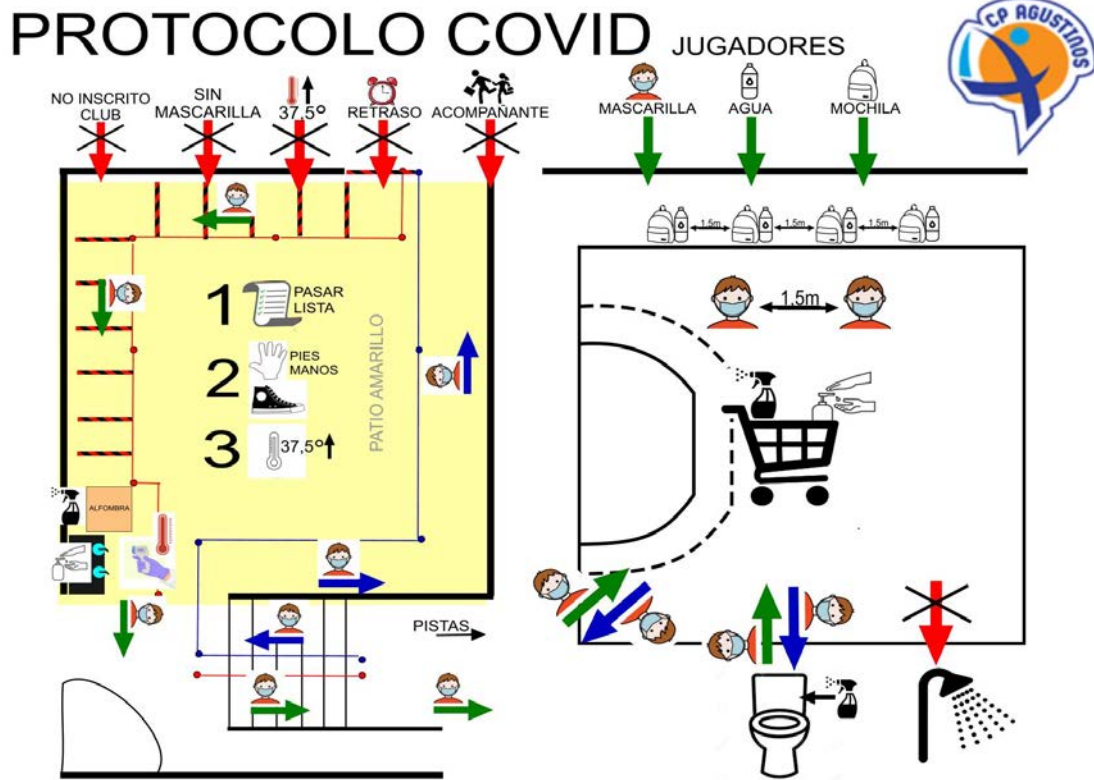 PROTOCOLO COVID JUGADORES
CP AGUSTINOS
NO INSCRITO
CLUB
SIN
MASCARILLA
37,5º
RETRASO
ACOMPAÑANTE
MASCARILLA
AGUA
MOCHILA
1,5m
1,5m
1,5m
1,5m
1 PASAR
LISTA
2 PIES
MANOS
3 37,5º
PATIO AMARILLO
ALFOMBRA
PISTAS